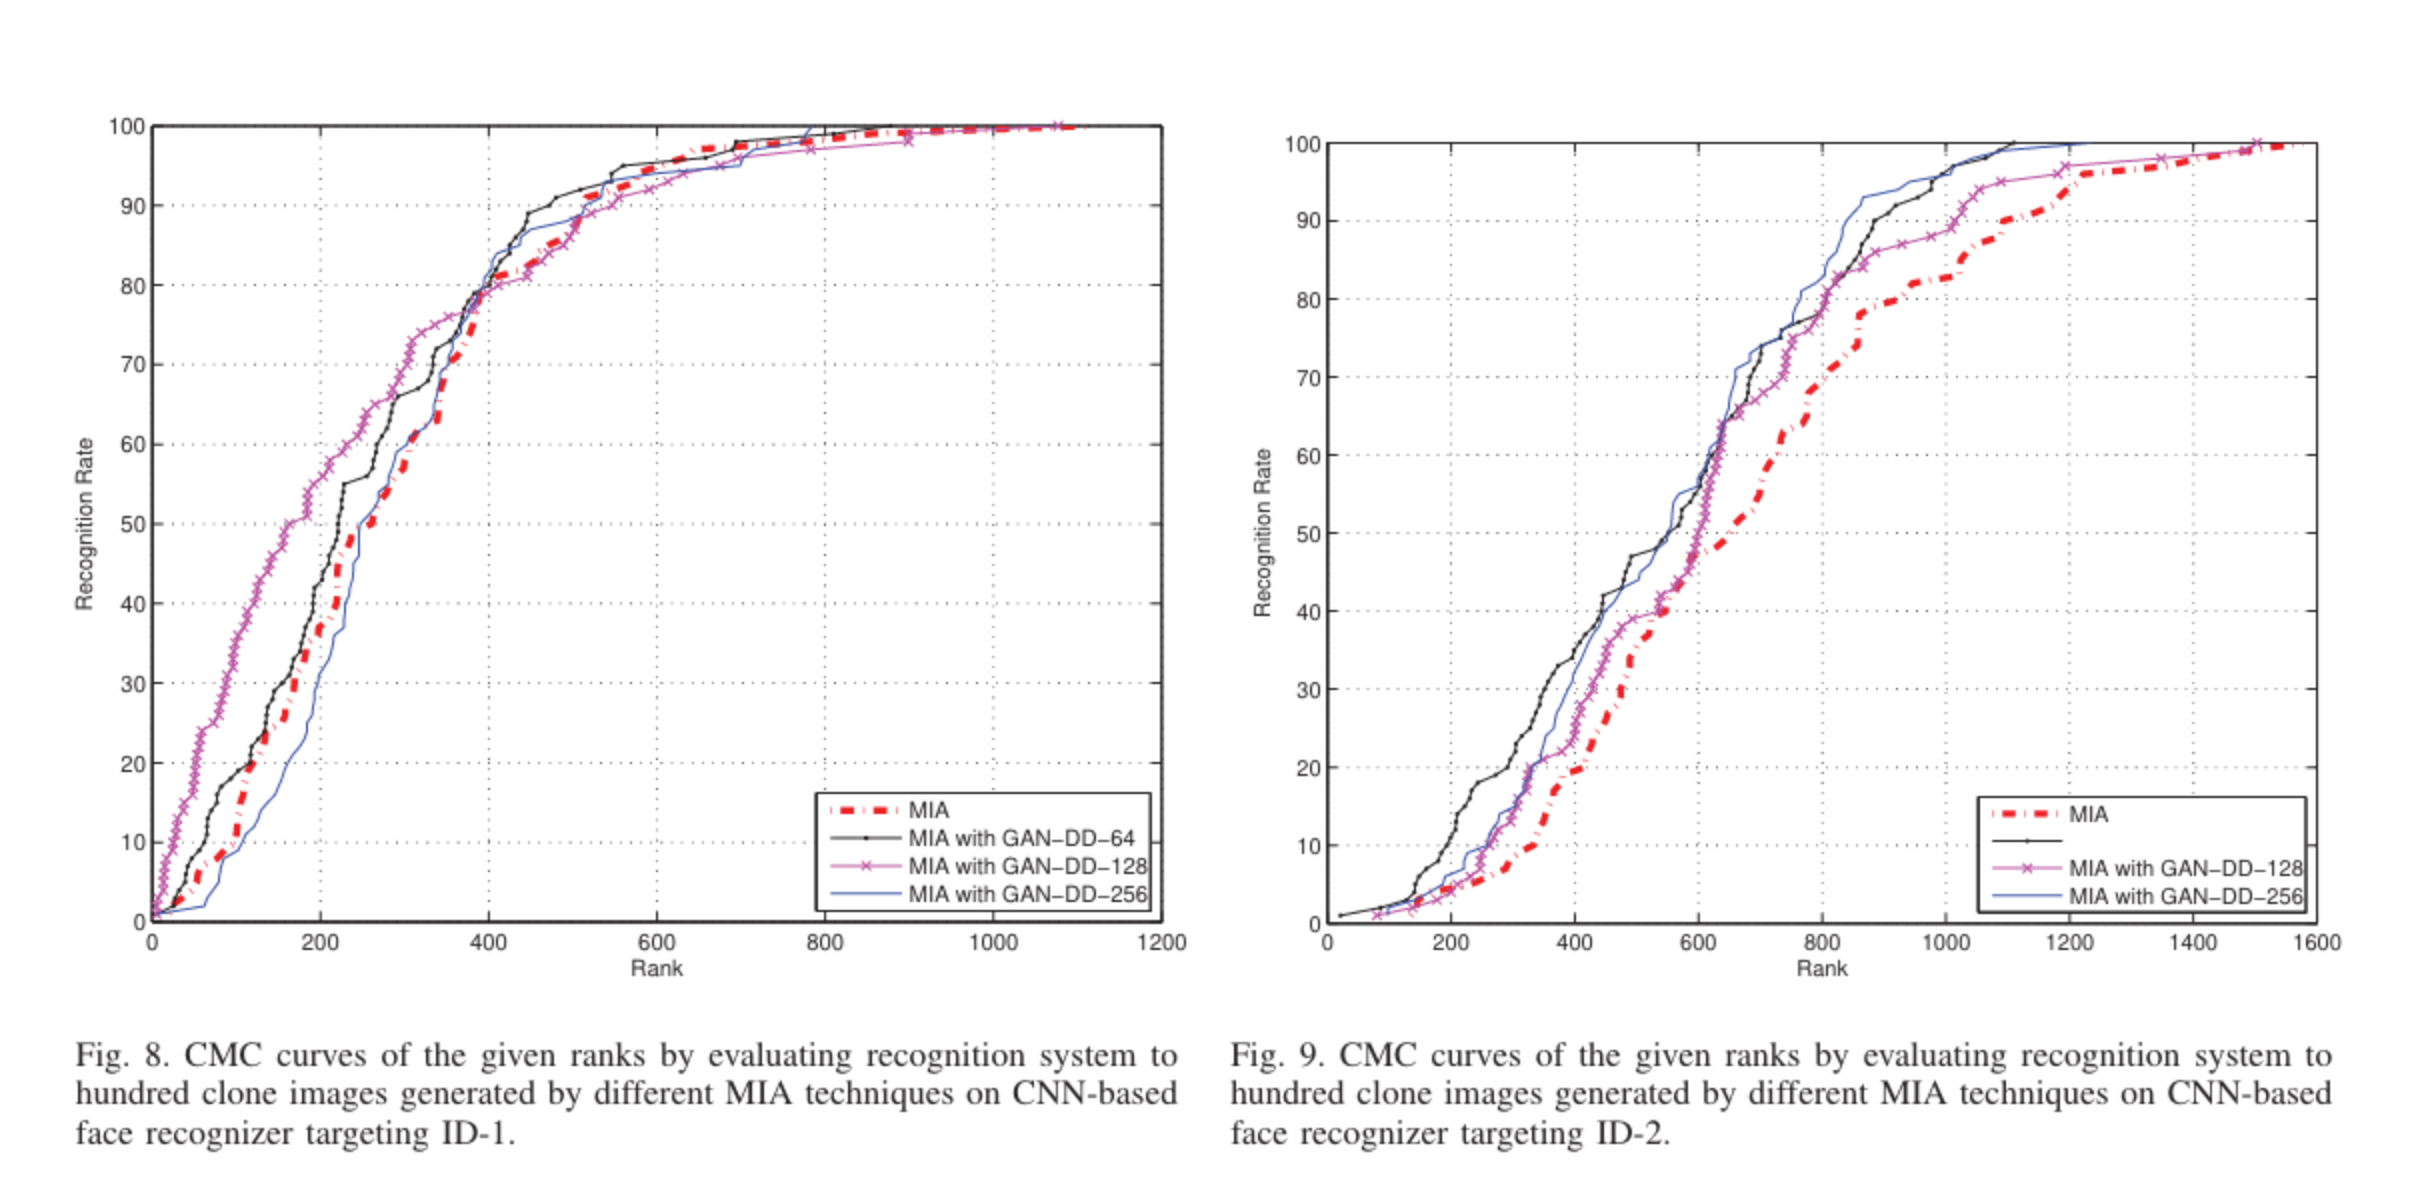 100
90
80
70
60
50
40
30
20
10
0
Recognition Rate
0 200 400 600 800 1000 1200
Rank
MIA
MIA with GAN-DD-64
MIA with GAN-DD-128
MIA with GAN-DD-256
Fig. 8. CMC curves of the given ranks by evaluating recognition system to
hundred clone images generated by different MIA techniques on CNN-based
face recognizer targeting ID-1.
100
90
80
70
60
50
40
30
20
10
0
Recognition Rate
0 200 400 600 800 1000 1200 1400 1600
Rank
MIA
MIA with GAN-DD-128
MIA with GAN-DD-256
Fig. 9. CMC curves of the given ranks by evaluating recognition system to
hundred clone images generated by different MIA techniques on CNN-based
face recognizer targeting ID-2.